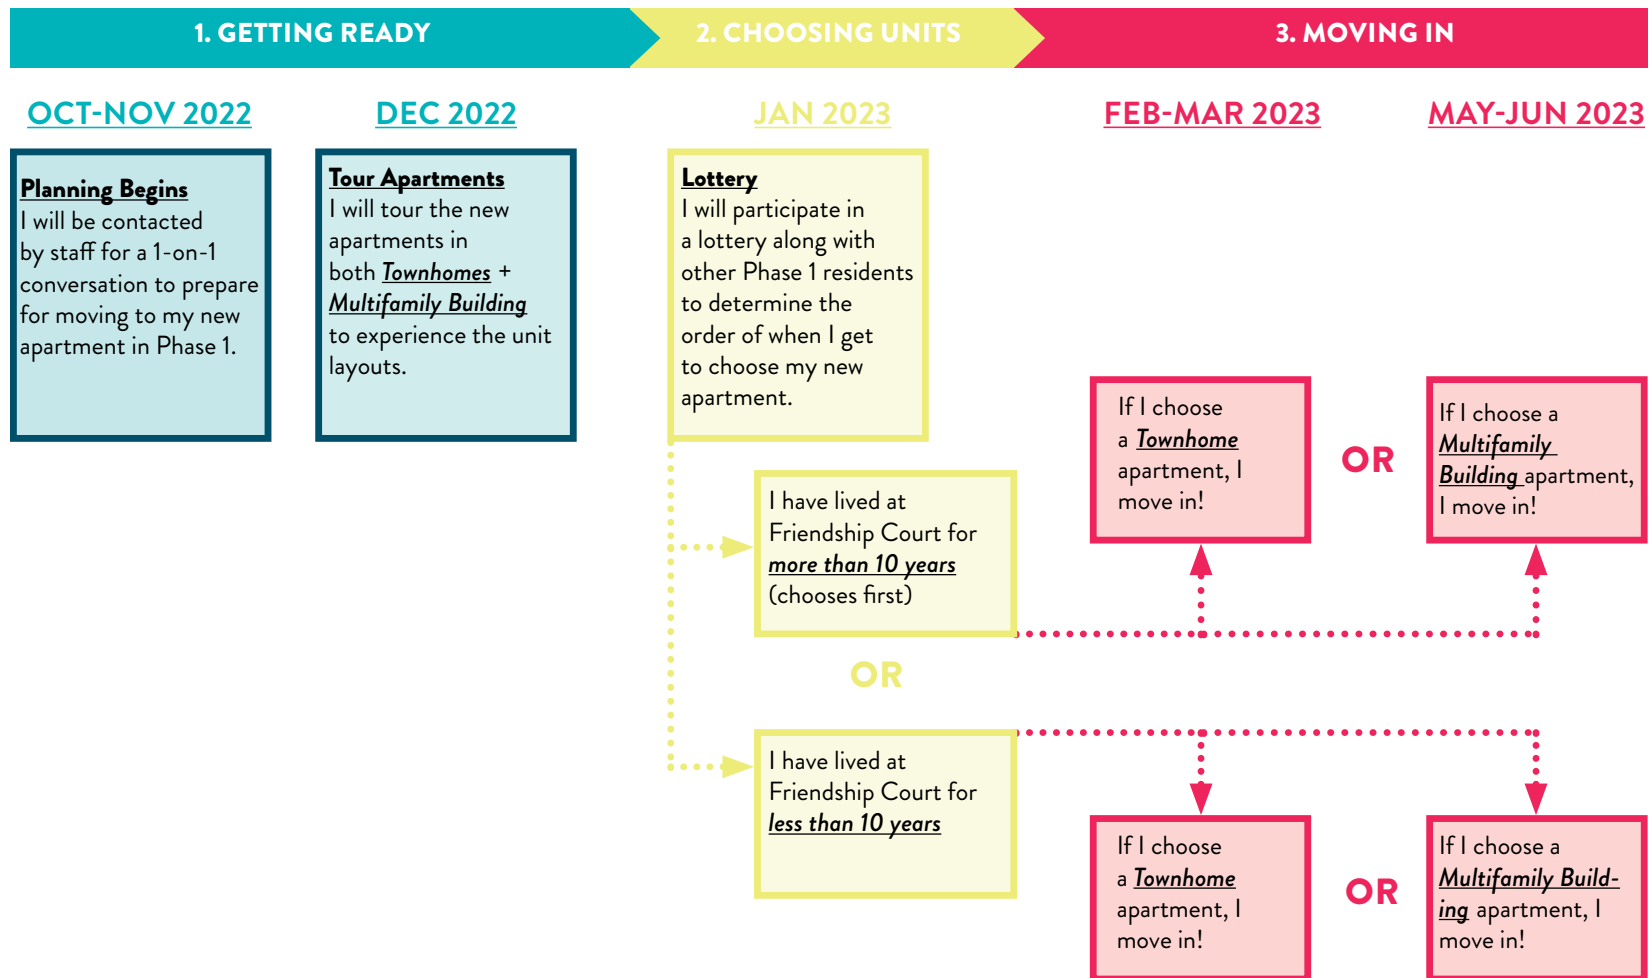 1. GETTING READY
2. CHOOSING UNITS
3. MOVING IN
OCT-NOV 2022
DEC 2022
JAN 2023
FEB-MAR 2023
MAY-JUN 2023
Planning Begins
I will be contacted
by staff for a 1-on-1
conversation to prepare
for moving to my new
apartment in Phase 1.
Tour Apartments
I will tour the new
apartments in
both Townhomes +
Multifamily Building
to experience the unit
layouts.
Lottery
I will participate in
a lottery along with
other Phase 1 residents
to determine the
order of when I get
to choose my new
apartment.
I have lived at
Friendship Court for
more than 10 years
(chooses first)
OR
I have lived at
Friendship Court for
less than 10 years
If I choose
a Townhome
apartment, I
move in!
OR
If I choose a
Multifamily
Building apartment,
I move in!
If I choose
a Townhome
apartment, I
move in!
OR
If I choose a
Multifamily Build-
ing apartment, I
move in!